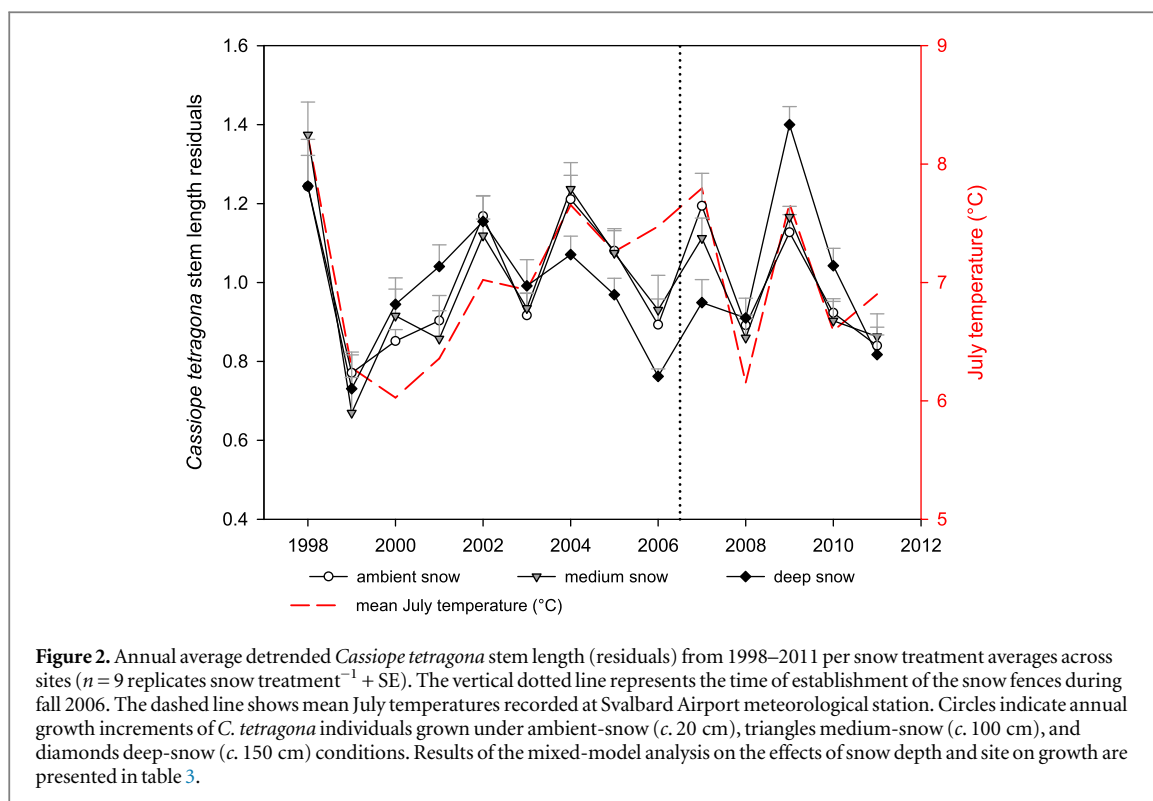 1.6
1.4
1.2
1.0
0.8
0.6
0.4
Cassiope tetragona stem length residuals
9
8
7
6
5
July temperature (°C)
1998 2000 2002 2004 2006 2008 2010 2012
ambient snow medium snow deep snow
mean July temperature (°C)
Figure 2. Annual average detrended Cassiope tetragona stem length (residuals) from 1998–2011 per snow treatment averages across
sites (n = 9 replicates snow treatment⁻¹ + SE). The vertical dotted line represents the time of establishment of the snow fences during
fall 2006. The dashed line shows mean July temperatures recorded at Svalbard Airport meteorological station. Circles indicate annual
growth increments of C. tetragona individuals grown under ambient-snow (c. 20 cm), triangles medium-snow (c. 100 cm), and
diamonds deep-snow (c. 150 cm) conditions. Results of the mixed-model analysis on the effects of snow depth and site on growth are
presented in table 3.